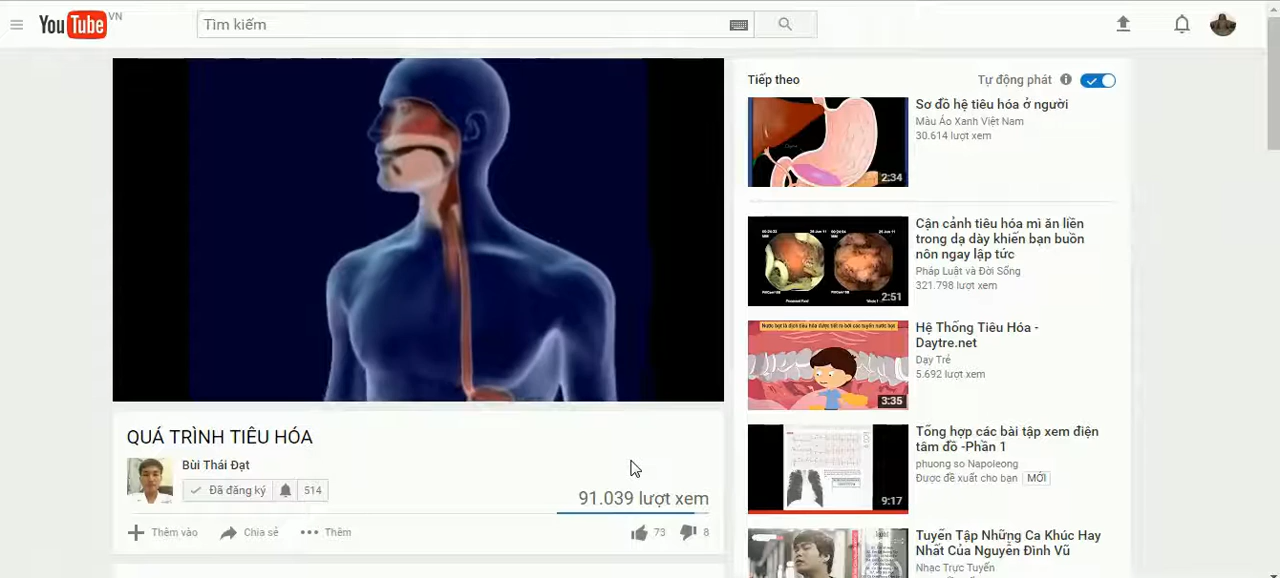 YouTube VN
Tìm kiếm
QUÁ TRÌNH TIÊU HÓA
Bùi Thái Đạt
Đã đăng ký 514
91.039 lượt xem
Thêm vào Chia sẻ Thêm 73 8
Tiếp theo Tự động phát
Sơ đồ hệ tiêu hóa ở người
Màu Áo Xanh Việt Nam
30.614 lượt xem
2:34
Cận cảnh tiêu hóa mì ăn liền
trong dạ dày khiến bạn buồn
nôn ngay lập tức
Pháp Luật và Đời Sống
321.798 lượt xem
2:51
Hệ Thống Tiêu Hóa -
Daytre.net
Dạy Trẻ
5.692 lượt xem
3:35
Tổng hợp các bài tập xem điện
tâm đồ -Phần 1
phuong so Napoleong
Được đề xuất cho bạn MỚI
9:17
Tuyển Tập Những Ca Khúc Hay
Nhất Của Nguyễn Đình Vũ
Nhạc Trực Tuyến